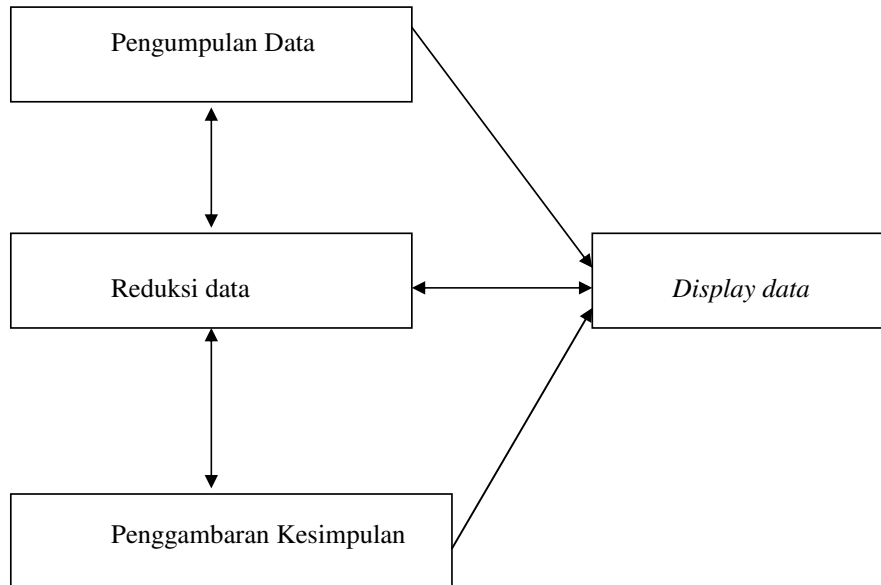 Pengumpulan Data
Reduksi data
Display data
Penggambaran Kesimpulan